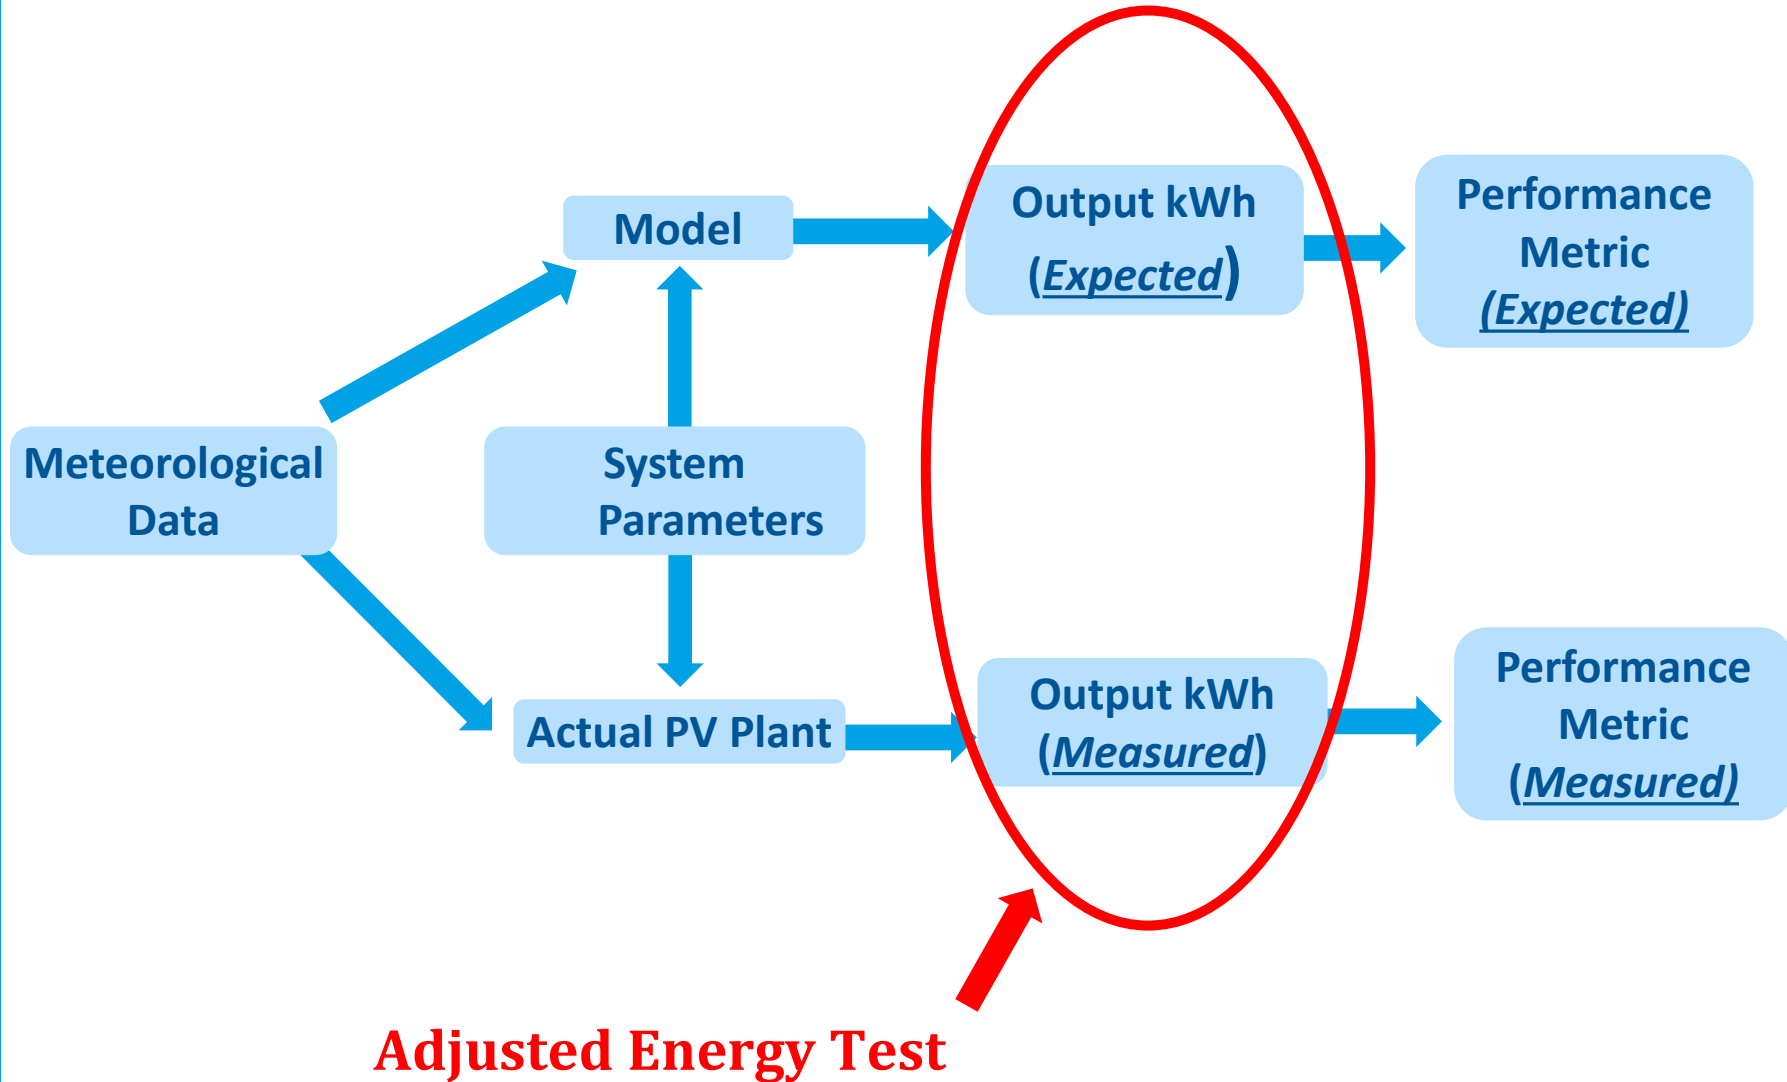 Model
Output kWh
(Expected)
Performance
Metric
(Expected)
Meteorological
Data
System
Parameters
Actual PV Plant
Output kWh
(Measured)
Performance
Metric
(Measured)
Adjusted Energy Test